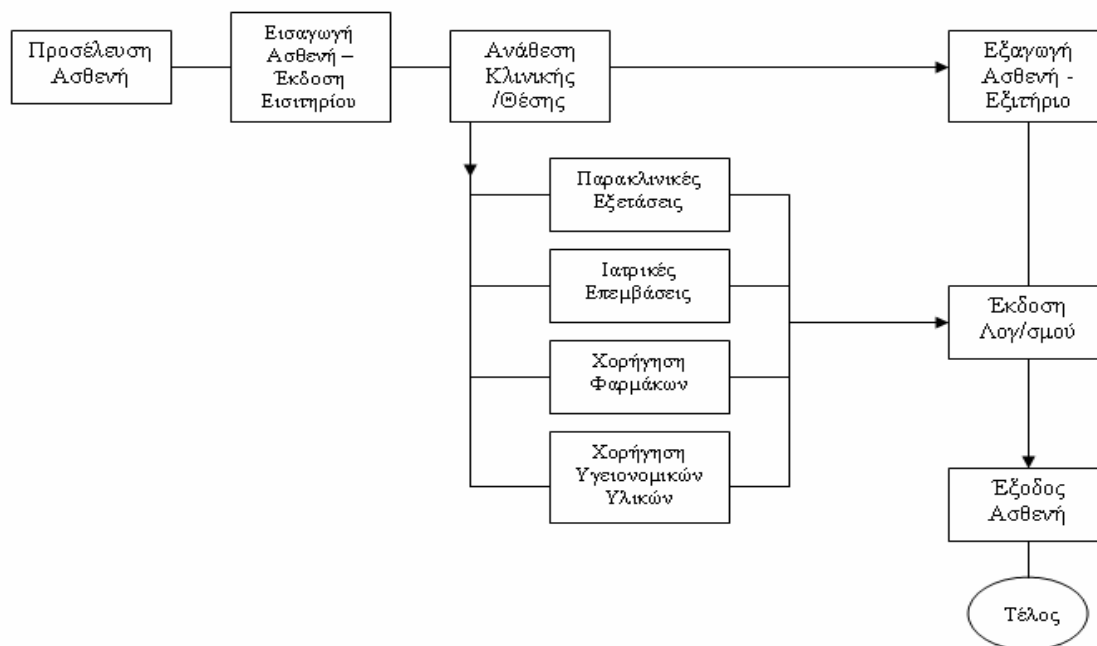 Προσέλευση
Ασθενή
Εισαγωγή
Ασθενή –
Έκδοση
Εισιτηρίου
Ανάθεση
Κλινικής
/Θέσης
Εξαγωγή
Ασθενή -
Εξιτήριο
Παρακλινικές
Εξετάσεις
Ιατρικές
Επεμβάσεις
Χορήγηση
Φαρμάκων
Χορήγηση
Υγειονομικών
Υλικών
Έκδοση
Λογ/σμού
Έξοδος
Ασθενή
Τέλος